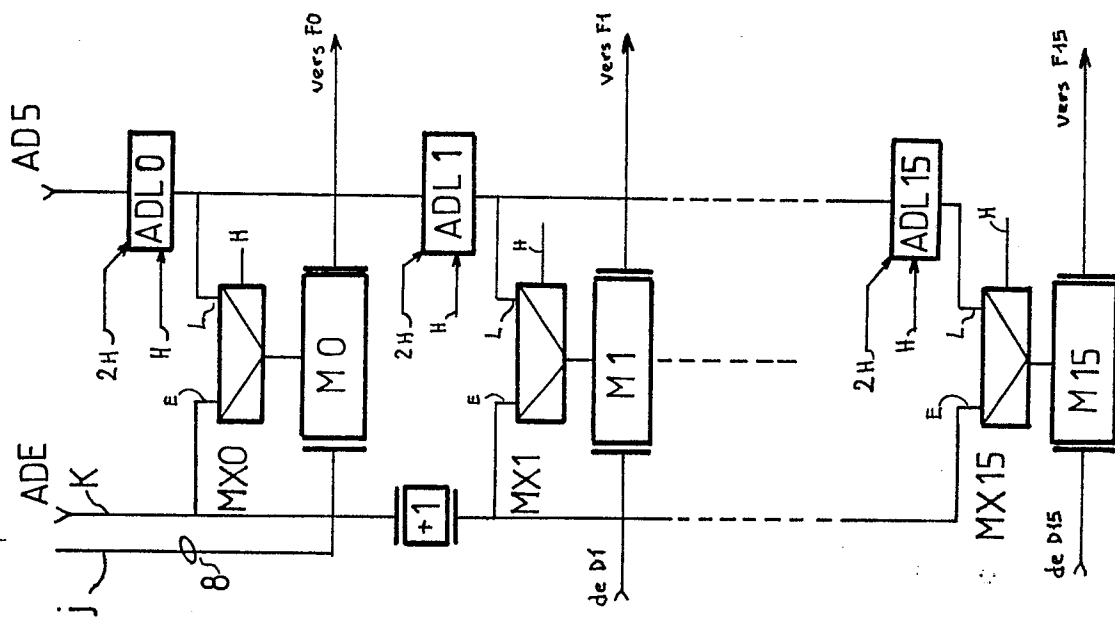 AD5
ADE
j
8
K
ADL0
2H
H
L
E
H
MX0
M0
vers F0
+1
ADL1
2H
H
L
E
H
MX1
M1
de D1
vers F1
ADL15
2H
H
L
E
H
MX15
M15
de D15
vers F15